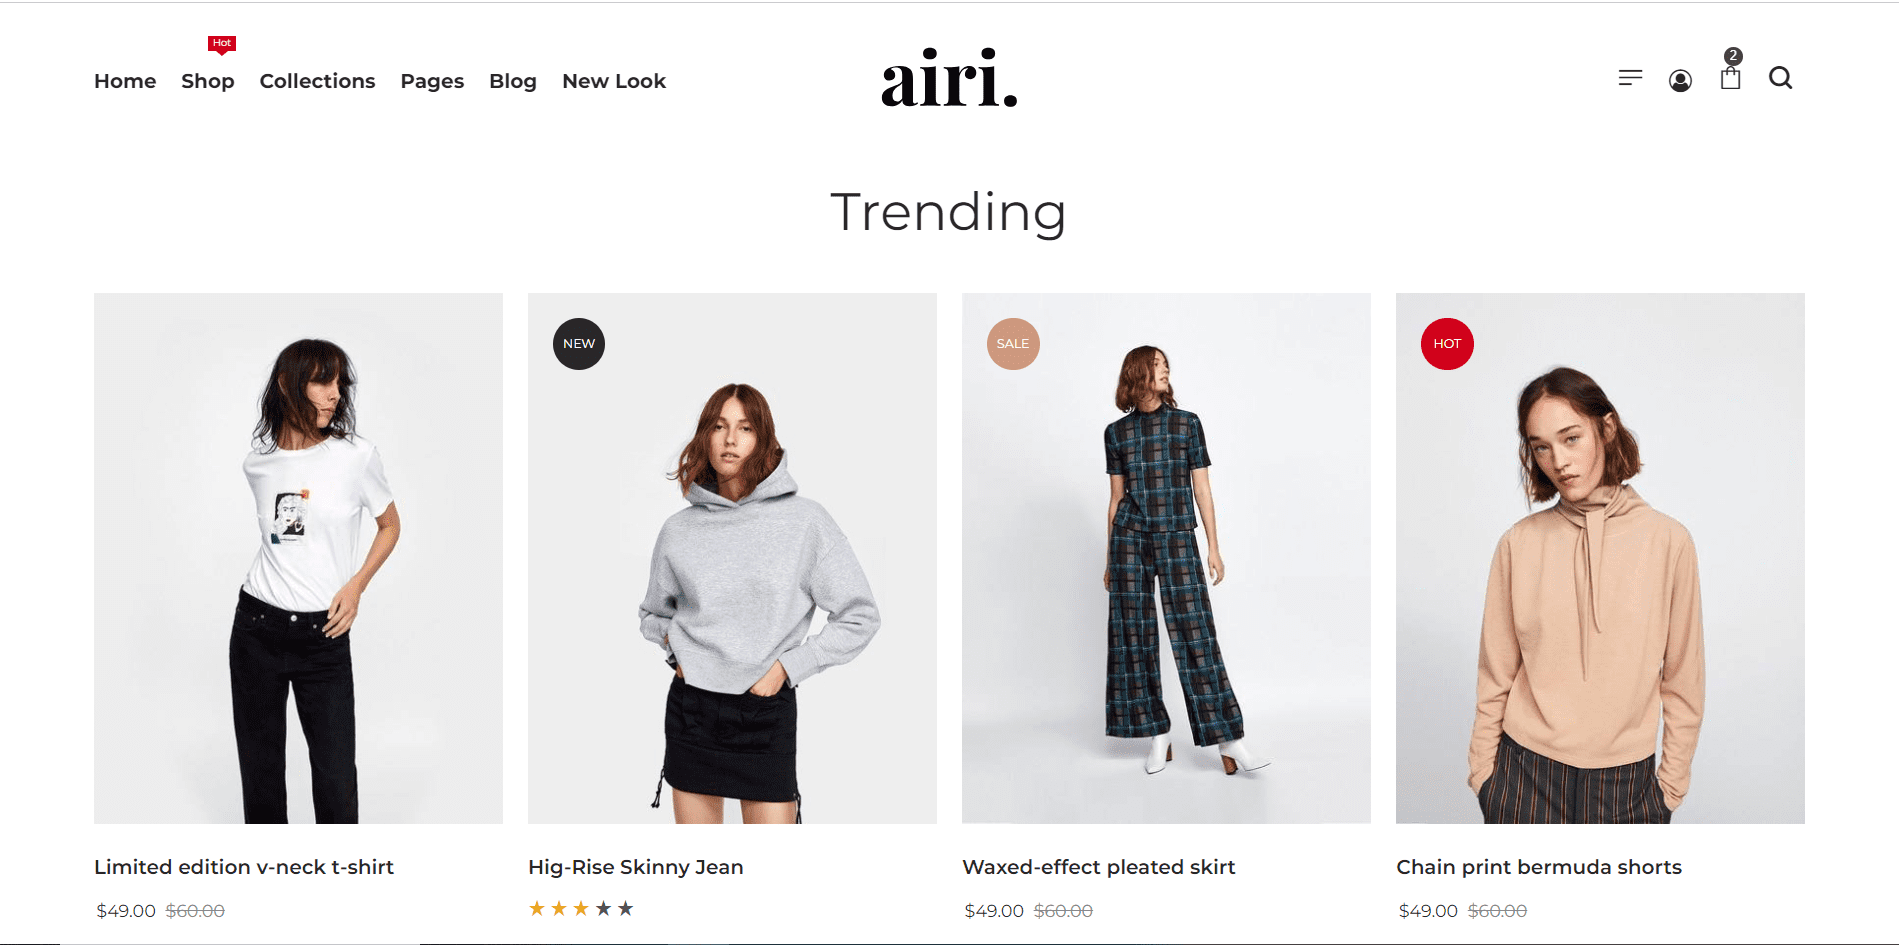 Hot
Home Shop Collections Pages Blog New Look
airi.
2
Trending
NEW
SALE
HOT
Limited edition v-neck t-shirt
Hig-Rise Skinny Jean
Waxed-effect pleated skirt
Chain print bermuda shorts
$49.00 $60.00
$49.00 $60.00
$49.00 $60.00